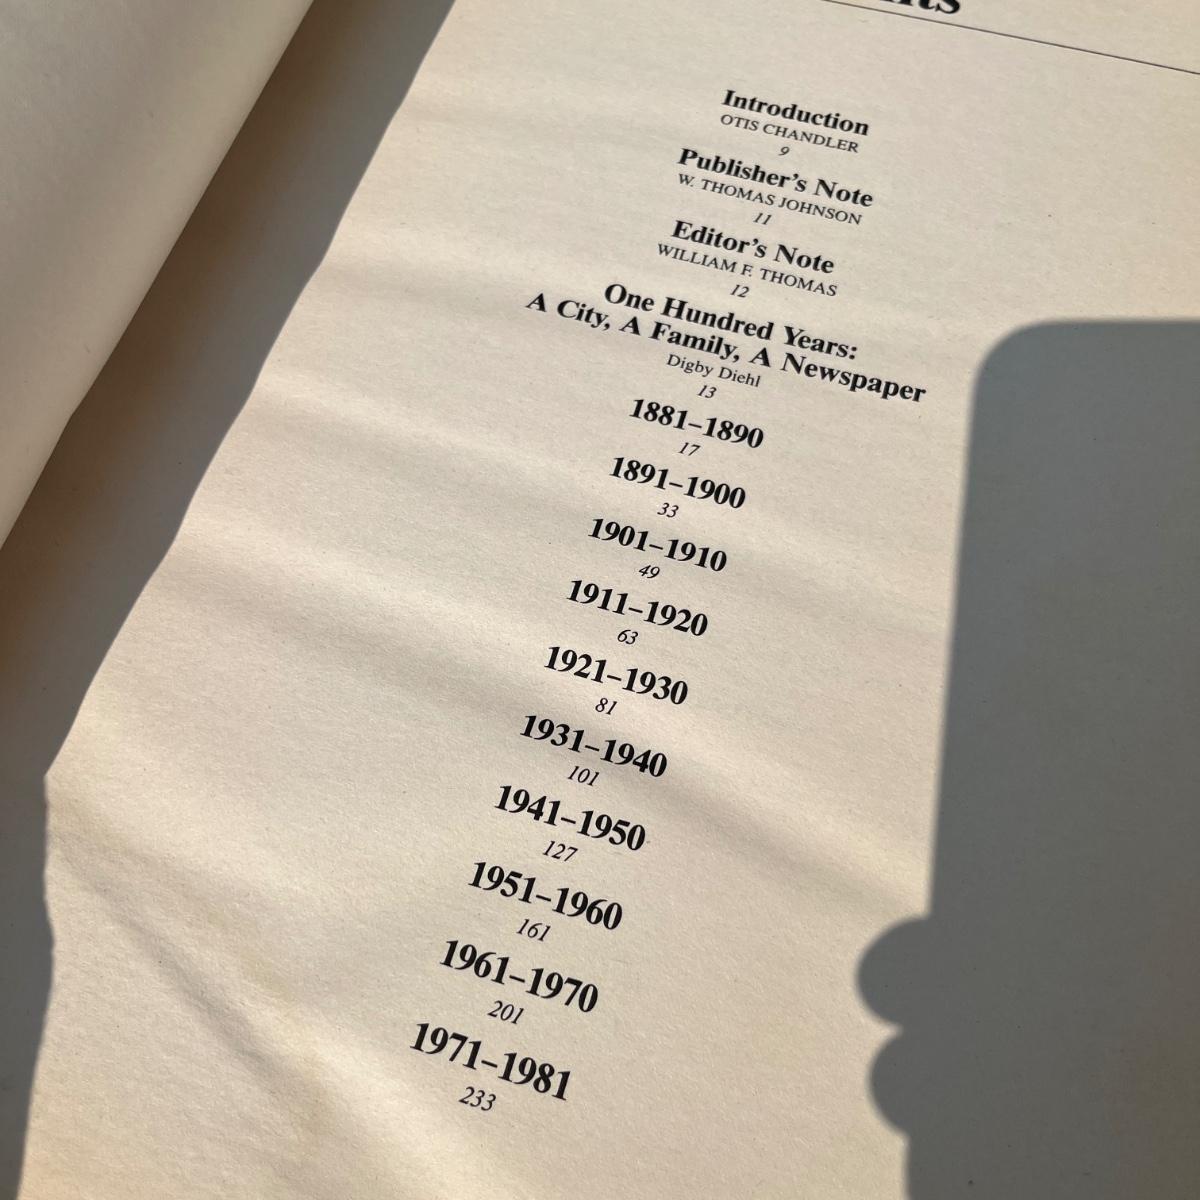 Introduction
OTIS CHANDLER
9
Publisher's Note
W. THOMAS JOHNSON
11
Editor's Note
WILLIAM F. THOMAS
12
One Hundred Years:
A City, A Family, A Newspaper
Digby Diehl
13
1881–1890
17
1891–1900
33
1901–1910
49
1911–1920
63
1921–1930
81
1931–1940
101
1941–1950
127
1951–1960
161
1961–1970
201
1971–1981
233